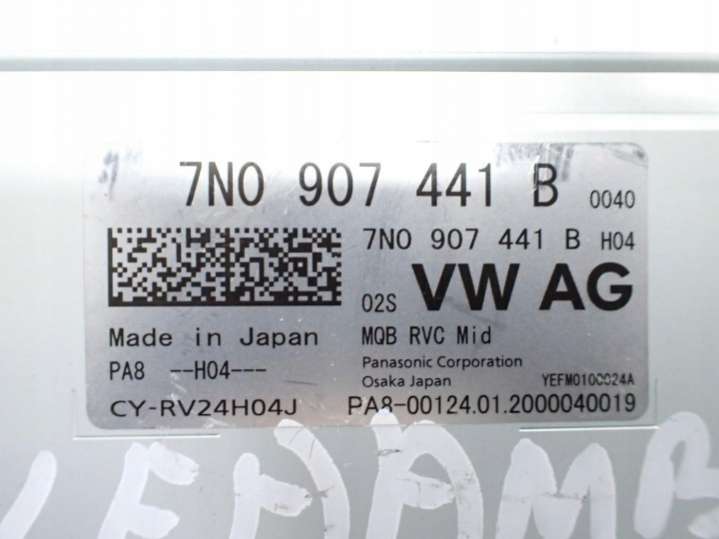 7N0 907 441 B 0040
7N0 907 441 B H04
02S VW AG
Made in Japan MQB RVC Mid
PA8 --H04--- Panasonic Corporation
Osaka Japan YEFM0100024A
CY-RV24H04J PA8-00124.01.2000040019